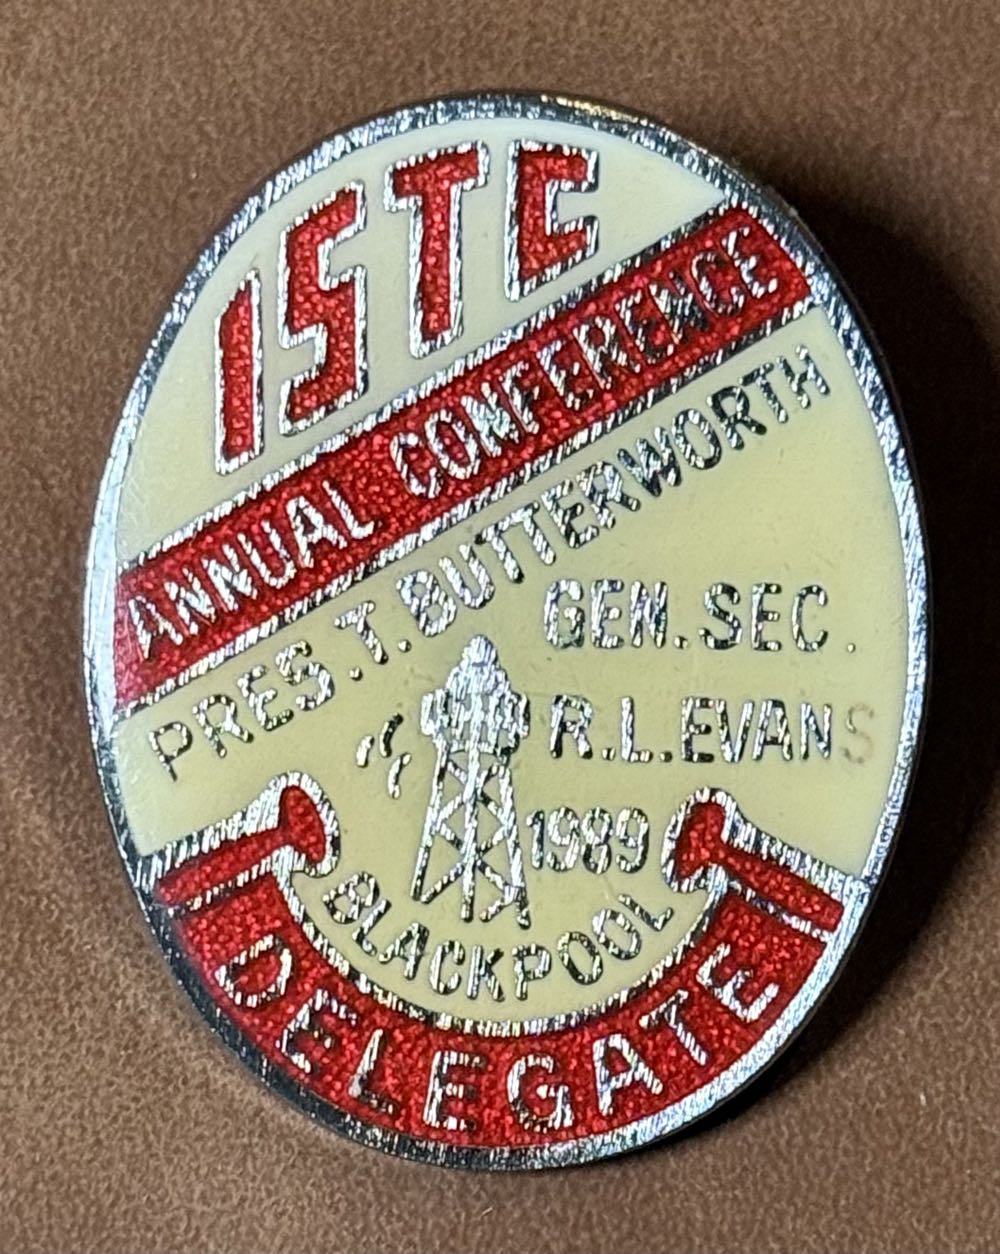 ISTC
ANNUAL CONFERENCE
PRES. T. BUTTERWORTH
GEN. SEC.
R. L. EVANS
1989
BLACKPOOL
DELEGATE